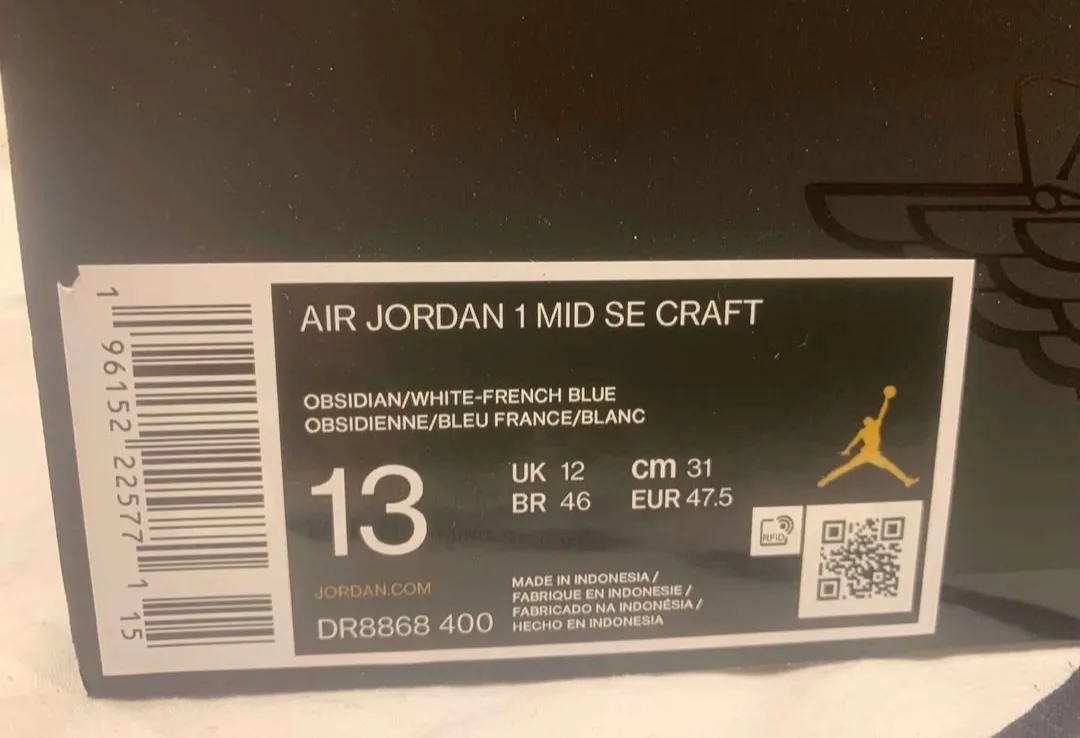 AIR JORDAN 1 MID SE CRAFT
OBSIDIAN/WHITE-FRENCH BLUE
OBSIDIENNE/BLEU FRANCE/BLANC
13
UK 12
cm 31
BR 46
EUR 47.5
RFID
JORDAN.COM
DR8868 400
MADE IN INDONESIA /
FABRIQUE EN INDONESIE /
FABRICADO NA INDONÉSIA /
HECHO EN INDONESIA
1 96152 22577 1 15